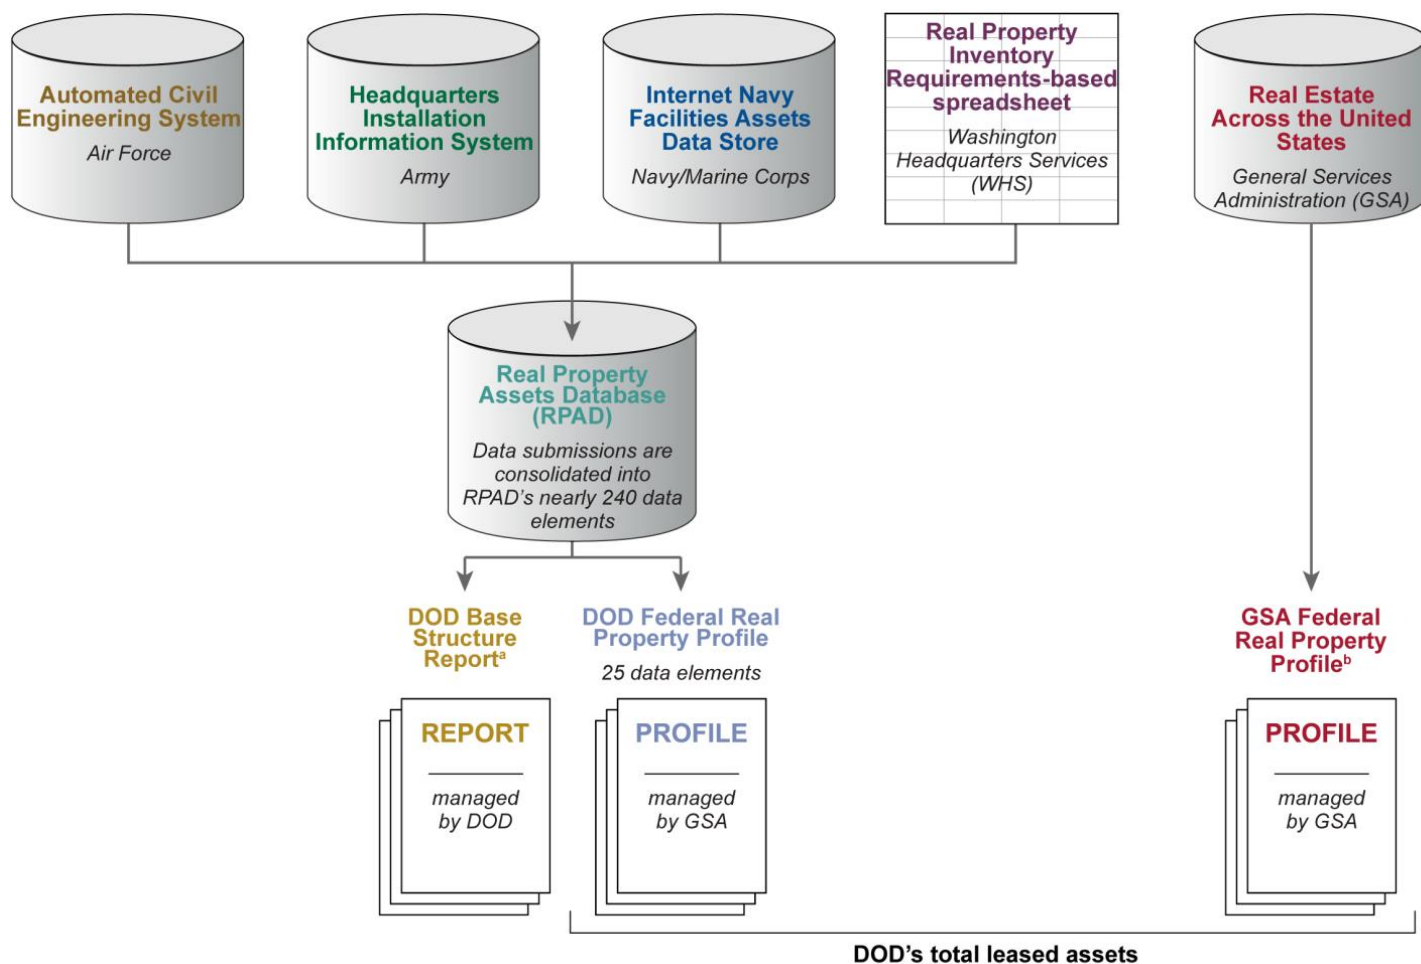 Automated Civil
Engineering System
Air Force
Headquarters
Installation
Information System
Army
Internet Navy
Facilities Assets
Data Store
Navy/Marine Corps
Real Property
Inventory
Requirements-based
spreadsheet
Washington
Headquarters Services
(WHS)
Real Estate
Across the United
States
General Services
Administration (GSA)
Real Property
Assets Database
(RPAD)
Data submissions are
consolidated into
RPAD's nearly 240 data
elements
DOD Base
Structure
Reportᵃ
DOD Federal Real
Property Profile
25 data elements
GSA Federal
Real Property
Profileᵇ
REPORT
managed
by DOD
PROFILE
managed
by GSA
PROFILE
managed
by GSA
DOD's total leased assets